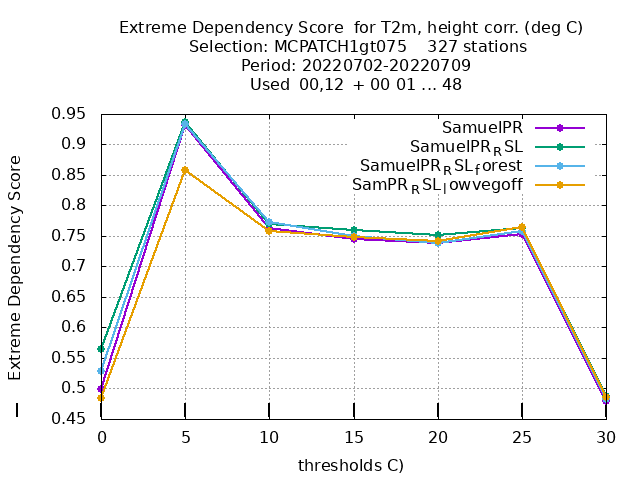 Extreme Dependency Score  for T2m, height corr. (deg C)
Selection: MCPATCH1gt075    327 stations
Period: 20220702-20220709
Used  00,12  + 00 01 ... 48
SamuelPR
SamuelPR_RSL
SamuelPR_RSL_forest
SamPR_RSL_lowvegoff
Extreme Dependency Score
0.95
0.9
0.85
0.8
0.75
0.7
0.65
0.6
0.55
0.5
0.45
0 5 10 15 20 25 30
thresholds C)